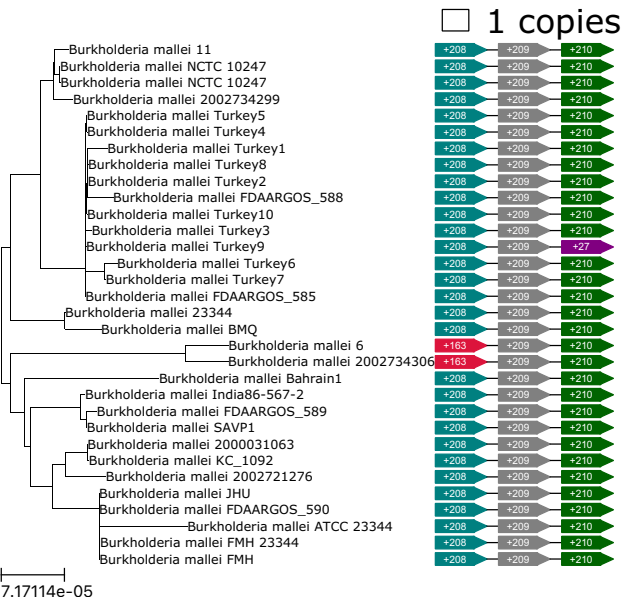 1 copies
Burkholderia mallei 11 +208 +209 +210
Burkholderia mallei NCTC 10247 +208 +209 +210
Burkholderia mallei NCTC 10247 +208 +209 +210
Burkholderia mallei 2002734299 +208 +209 +210
Burkholderia mallei Turkey5 +208 +209 +210
Burkholderia mallei Turkey4 +208 +209 +210
Burkholderia mallei Turkey1 +208 +209 +210
Burkholderia mallei Turkey8 +208 +209 +210
Burkholderia mallei Turkey2 +208 +209 +210
Burkholderia mallei FDAARGOS_588 +208 +209 +210
Burkholderia mallei Turkey10 +208 +209 +210
Burkholderia mallei Turkey3 +208 +209 +210
Burkholderia mallei Turkey9 +208 +209 +27
Burkholderia mallei Turkey6 +208 +209 +210
Burkholderia mallei Turkey7 +208 +209 +210
Burkholderia mallei FDAARGOS_585 +208 +209 +210
Burkholderia mallei 23344 +208 +209 +210
Burkholderia mallei BMQ +208 +209 +210
Burkholderia mallei 6 +163 +209 +210
Burkholderia mallei 2002734306 +163 +209 +210
Burkholderia mallei Bahrain1 +208 +209 +210
Burkholderia mallei India86-567-2 +208 +209 +210
Burkholderia mallei FDAARGOS_589 +208 +209 +210
Burkholderia mallei SAVP1 +208 +209 +210
Burkholderia mallei 2000031063 +208 +209 +210
Burkholderia mallei KC_1092 +208 +209 +210
Burkholderia mallei 2002721276 +208 +209 +210
Burkholderia mallei JHU +208 +209 +210
Burkholderia mallei FDAARGOS_590 +208 +209 +210
Burkholderia mallei ATCC 23344 +208 +209 +210
Burkholderia mallei FMH 23344 +208 +209 +210
Burkholderia mallei FMH +208 +209 +210
7.17114e-05